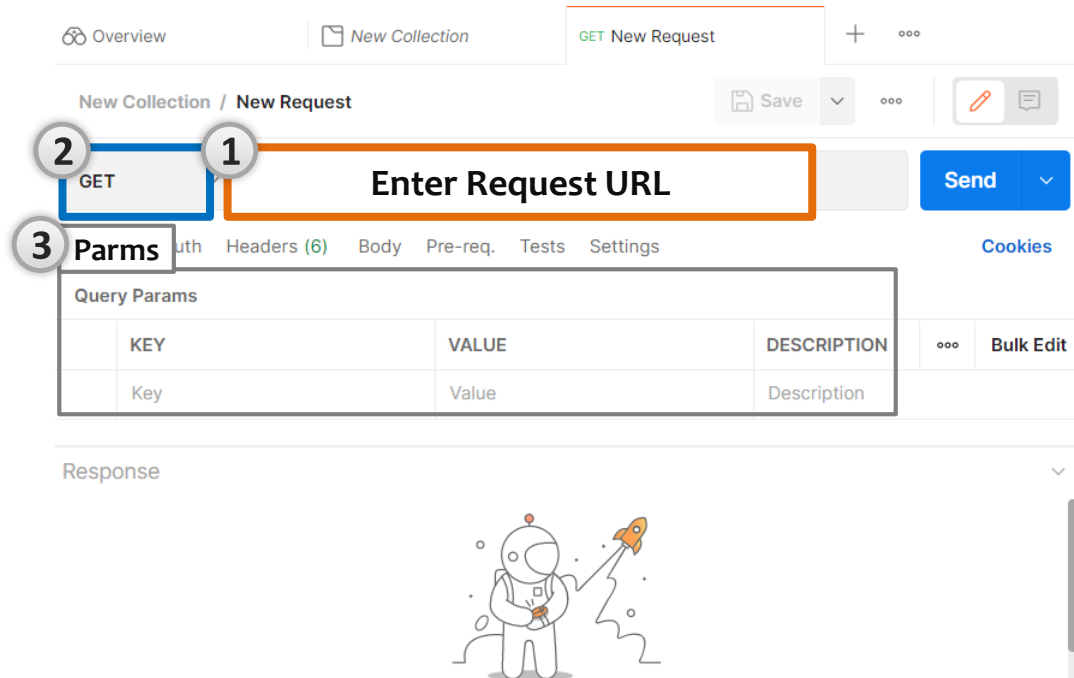 Overview New Collection GET New Request + ooo
New Collection / New Request Save ooo
2 1
GET Enter Request URL Send
3 Parms uth Headers (6) Body Pre-req. Tests Settings Cookies
Query Params
KEY VALUE DESCRIPTION ooo Bulk Edit
Key Value Description
Response